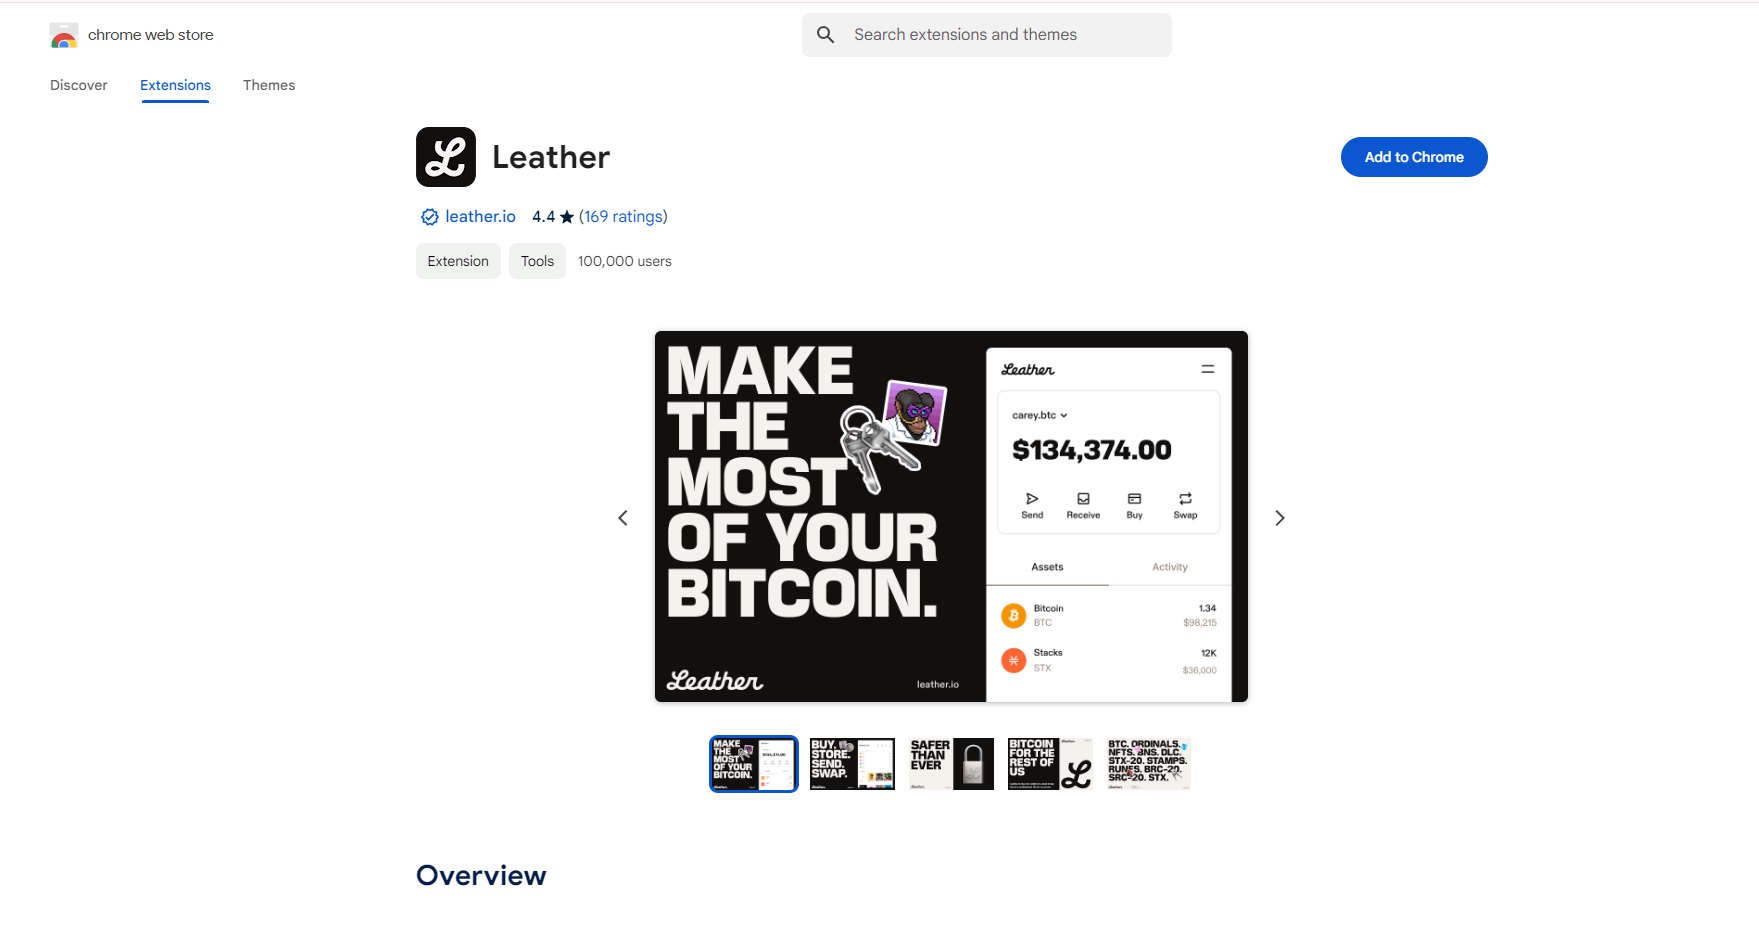 chrome web store
Search extensions and themes
Discover
Extensions
Themes
Leather
Add to Chrome
leather.io 4.4 ★ (169 ratings)
Extension
Tools
100,000 users
MAKE
THE
MOST
OF YOUR
BITCOIN.
Leather
leather.io
Leather
carey.btc
$134,374.00
Send Receive Buy Swap
Assets Activity
Bitcoin 1.34
BTC $98,215
Stacks 12K
STX $36,000
MAKE
THE
MOST
OF YOUR
BITCOIN.
BUY.
STORE.
SEND.
SWAP.
SAFER
THAN
EVER
BITCOIN
FOR THE
REST OF
US
BTC. ORDINALS.
NFTS. BNS. DLC.
STX-20. STAMPS.
RUNES. BRC-20.
SRC-20. STX.
Overview